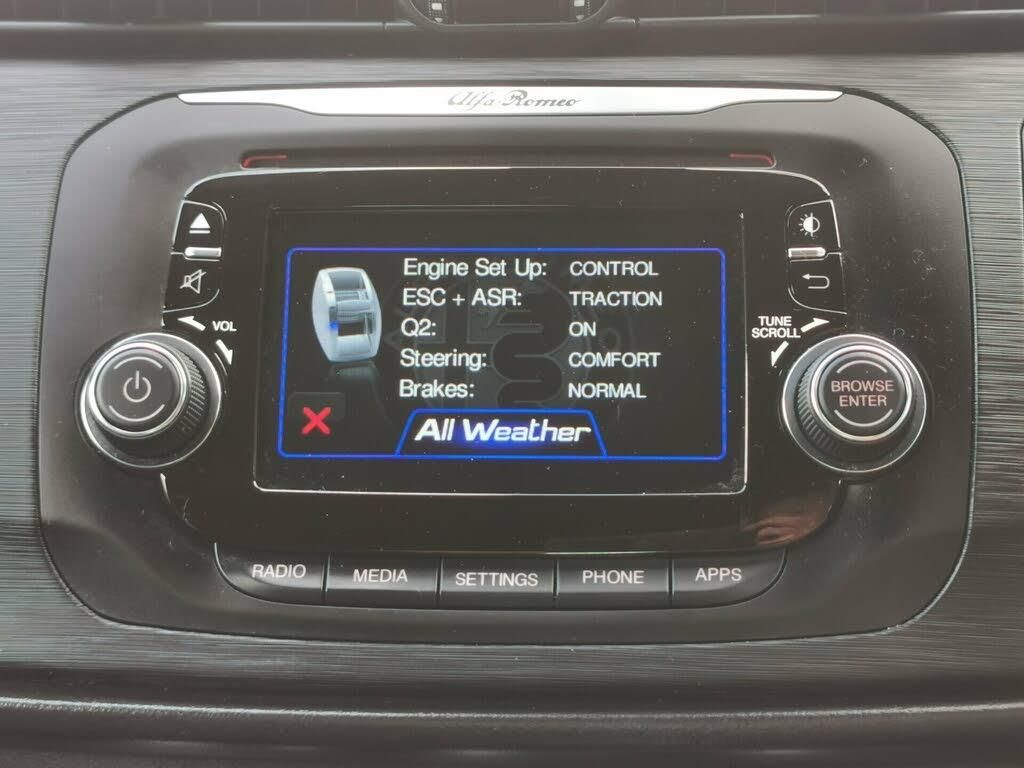 Alfa Romeo
Engine Set Up: CONTROL
ESC + ASR: TRACTION
Q2: ON
Steering: COMFORT
Brakes: NORMAL
All Weather
VOL
TUNE
SCROLL
BROWSE
ENTER
RADIO MEDIA SETTINGS PHONE APPS